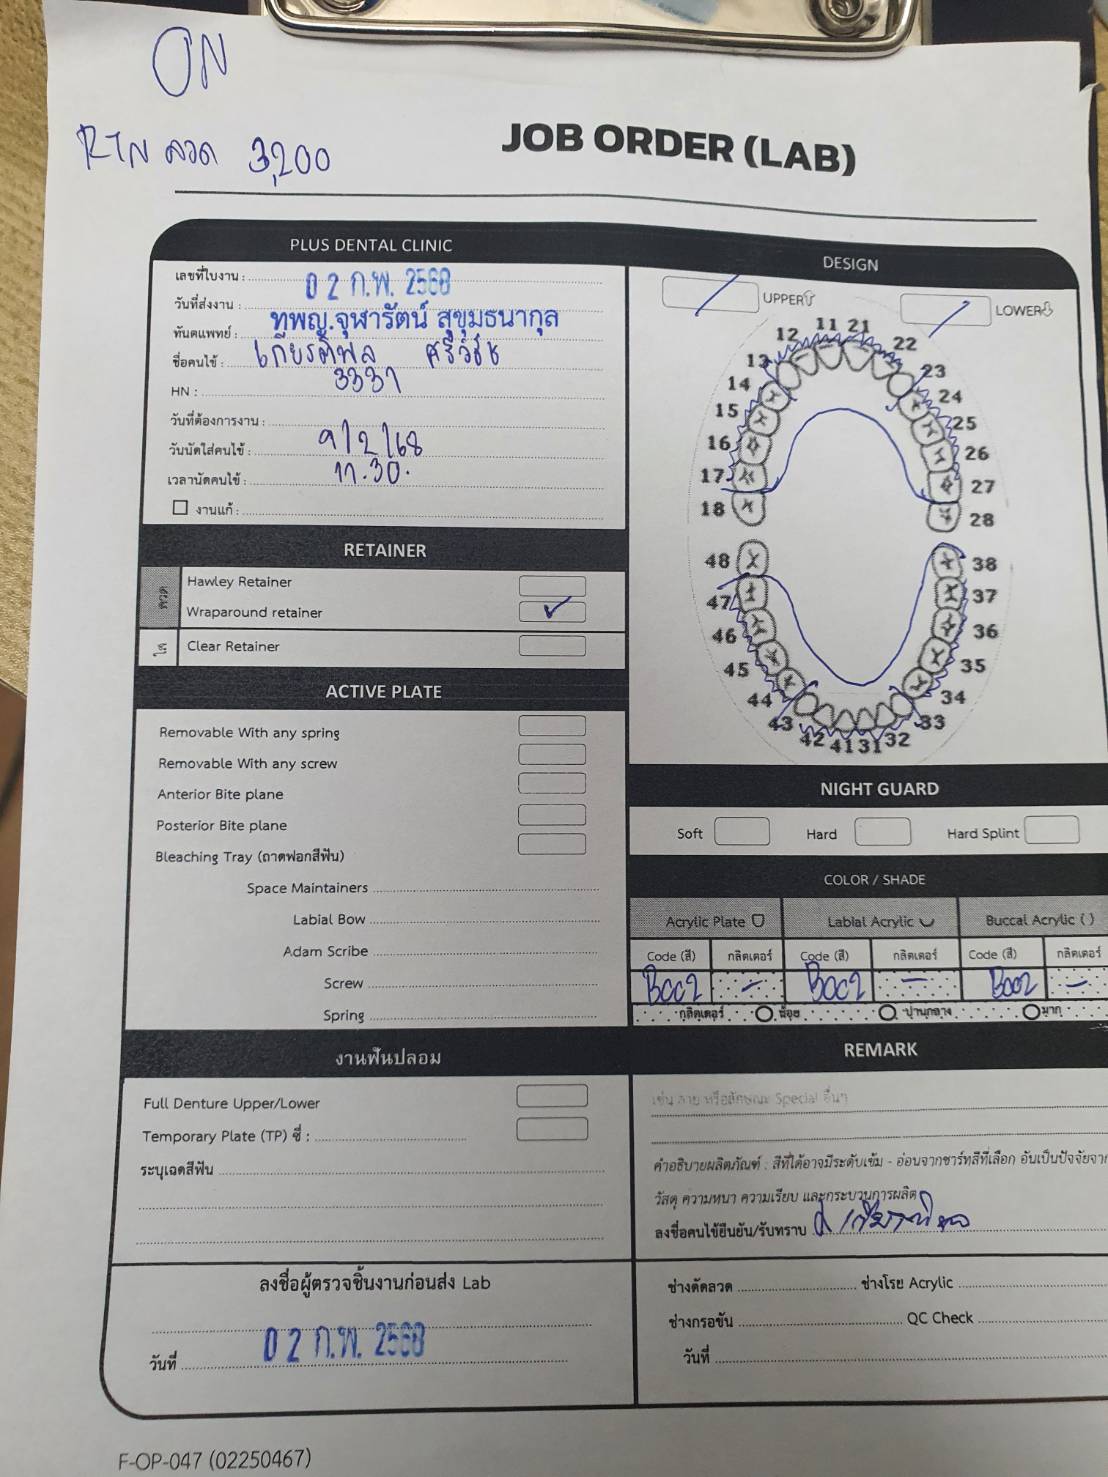 ON
RTN ลวด 3,200
JOB ORDER (LAB)
PLUS DENTAL CLINIC
เลขที่ใบงาน :
วันที่ส่งงาน : 02 ก.พ. 2568
ทันตแพทย์ : ทพญ.จุฬารัตน์ สุขุมธนากุล
ชื่อคนไข้ : เกียรติพล
HN : 3337
วันที่ต้องการงาน :
วันนัดใส่คนไข้ : 9/2/68
เวลานัดคนไข้ : 11.30.
งานแก้ :
RETAINER
ลวด
Hawley Retainer
Wraparound retainer ✓
ใส
Clear Retainer
ACTIVE PLATE
Removable With any spring
Removable With any screw
Anterior Bite plane
Posterior Bite plane
Bleaching Tray (ถาดฟอกสีฟัน)
Space Maintainers
Labial Bow
Adam Scribe
Screw
Spring
งานฟันปลอม
Full Denture Upper/Lower
Temporary Plate (TP) ซี่ :
ระบุเฉดสีฟัน
ลงชื่อผู้ตรวจชิ้นงานก่อนส่ง Lab
วันที่ 02 ก.พ. 2568
DESIGN
UPPER LOWER
12 11 21 22
13 23
14 24
15 25
16 26
17 27
18 28
48 38
47 37
46 36
45 35
44 34
43 33
42 41 31 32
NIGHT GUARD
Soft Hard Hard Splint
COLOR / SHADE
Acrylic Plate Labial Acrylic Buccal Acrylic ( )
Code (สี) กลิตเตอร์ Code (สี) กลิตเตอร์ Code (สี) กลิตเตอร์
B002 - B002 - B002 -
กลิตเตอร์ น้อย ปานกลาง มาก
REMARK
เช่น ลาย หรือลักษณะ Special อื่นๆ
คำอธิบายผลิตภัณฑ์ : สีที่ได้อาจมีระดับเข้ม - อ่อนจากชาร์ทสีที่เลือก อันเป็นปัจจัยจาก
วัสดุ ความหนา ความเรียบ และกระบวนการผลิต
ลงชื่อคนไข้ยืนยัน/รับทราบ
ช่างดัดลวด ช่างโรย Acrylic
ช่างกรอขัน QC Check
วันที่
F-OP-047 (02250467)